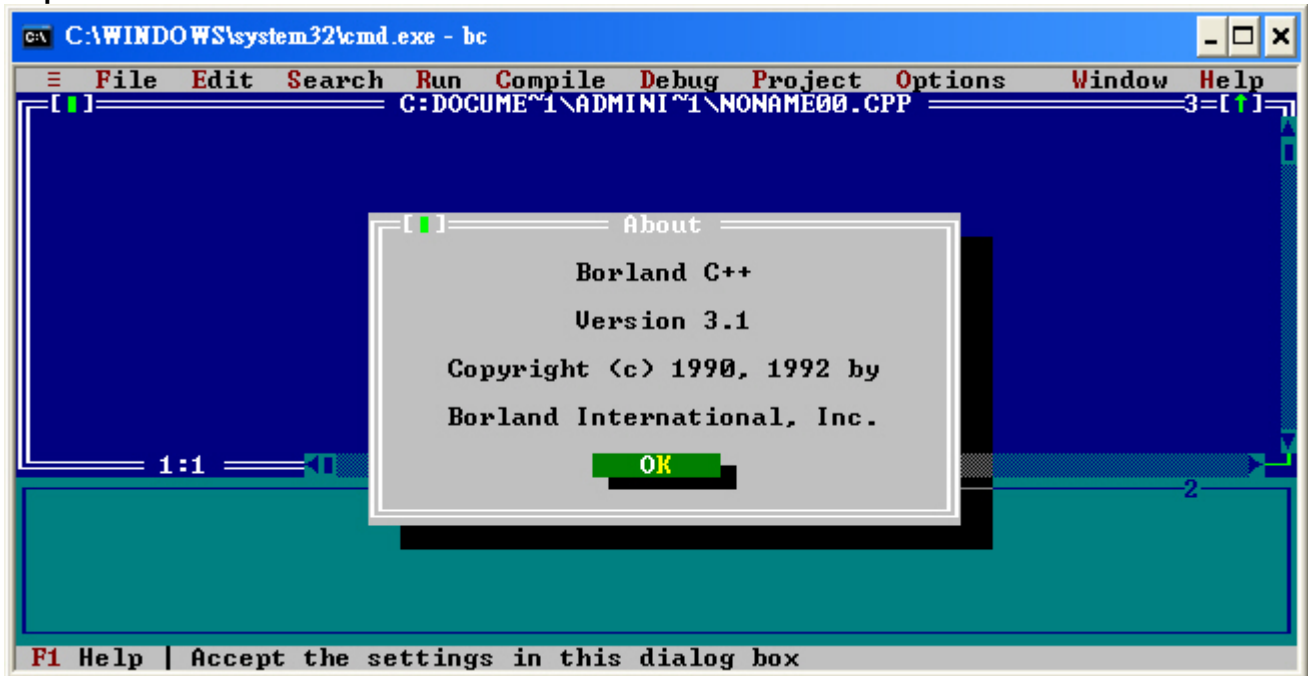 C:\WINDOWS\system32\cmd.exe - bc
≡ File Edit Search Run Compile Debug Project Options Window Help
[▮] C:DOCUME~1\ADMINI~1\NONAME00.CPP 3=[↑]
[▮] About
Borland C++
Version 3.1
Copyright (c) 1990, 1992 by
Borland International, Inc.
OK
1:1
2
F1 Help | Accept the settings in this dialog box